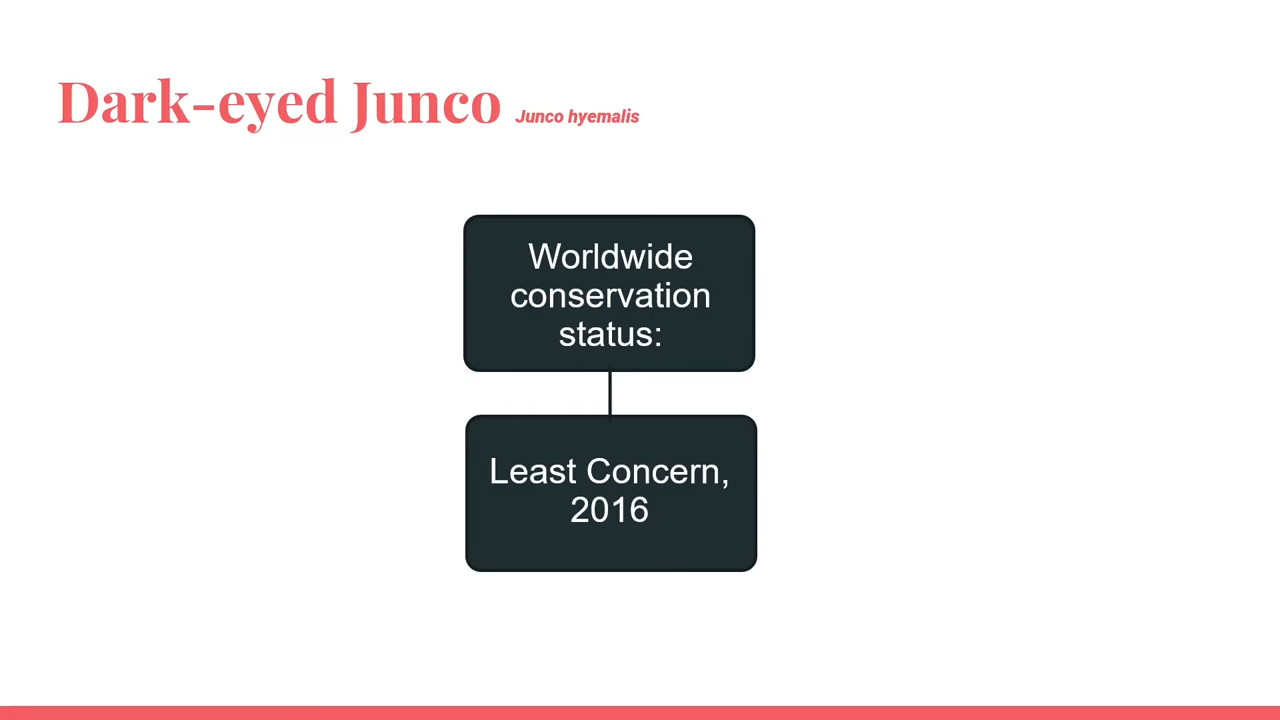 Dark-eyed Junco Junco hyemalis
Worldwide
conservation
status:
Least Concern,
2016